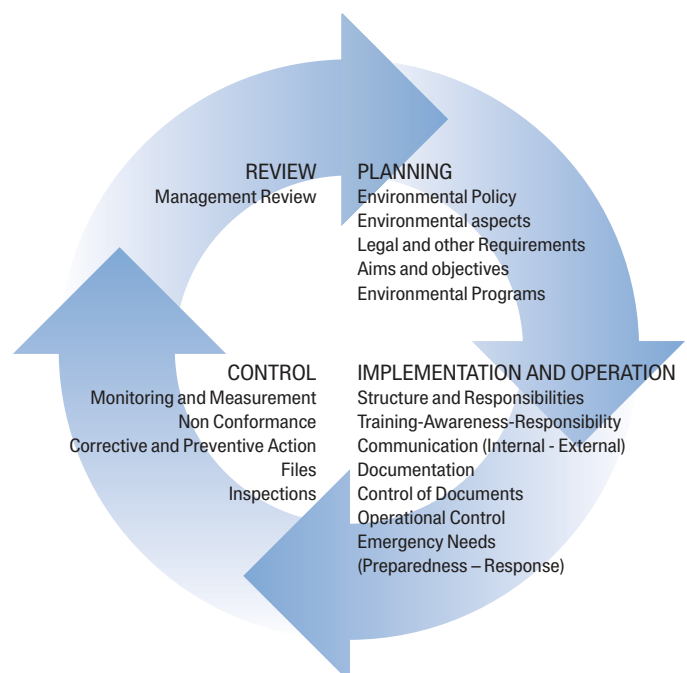 REVIEW
Management Review
PLANNING
Environmental Policy
Environmental aspects
Legal and other Requirements
Aims and objectives
Environmental Programs
CONTROL
Monitoring and Measurement
Non Conformance
Corrective and Preventive Action
Files
Inspections
IMPLEMENTATION AND OPERATION
Structure and Responsibilities
Training-Awareness-Responsibility
Communication (Internal - External)
Documentation
Control of Documents
Operational Control
Emergency Needs
(Preparedness – Response)